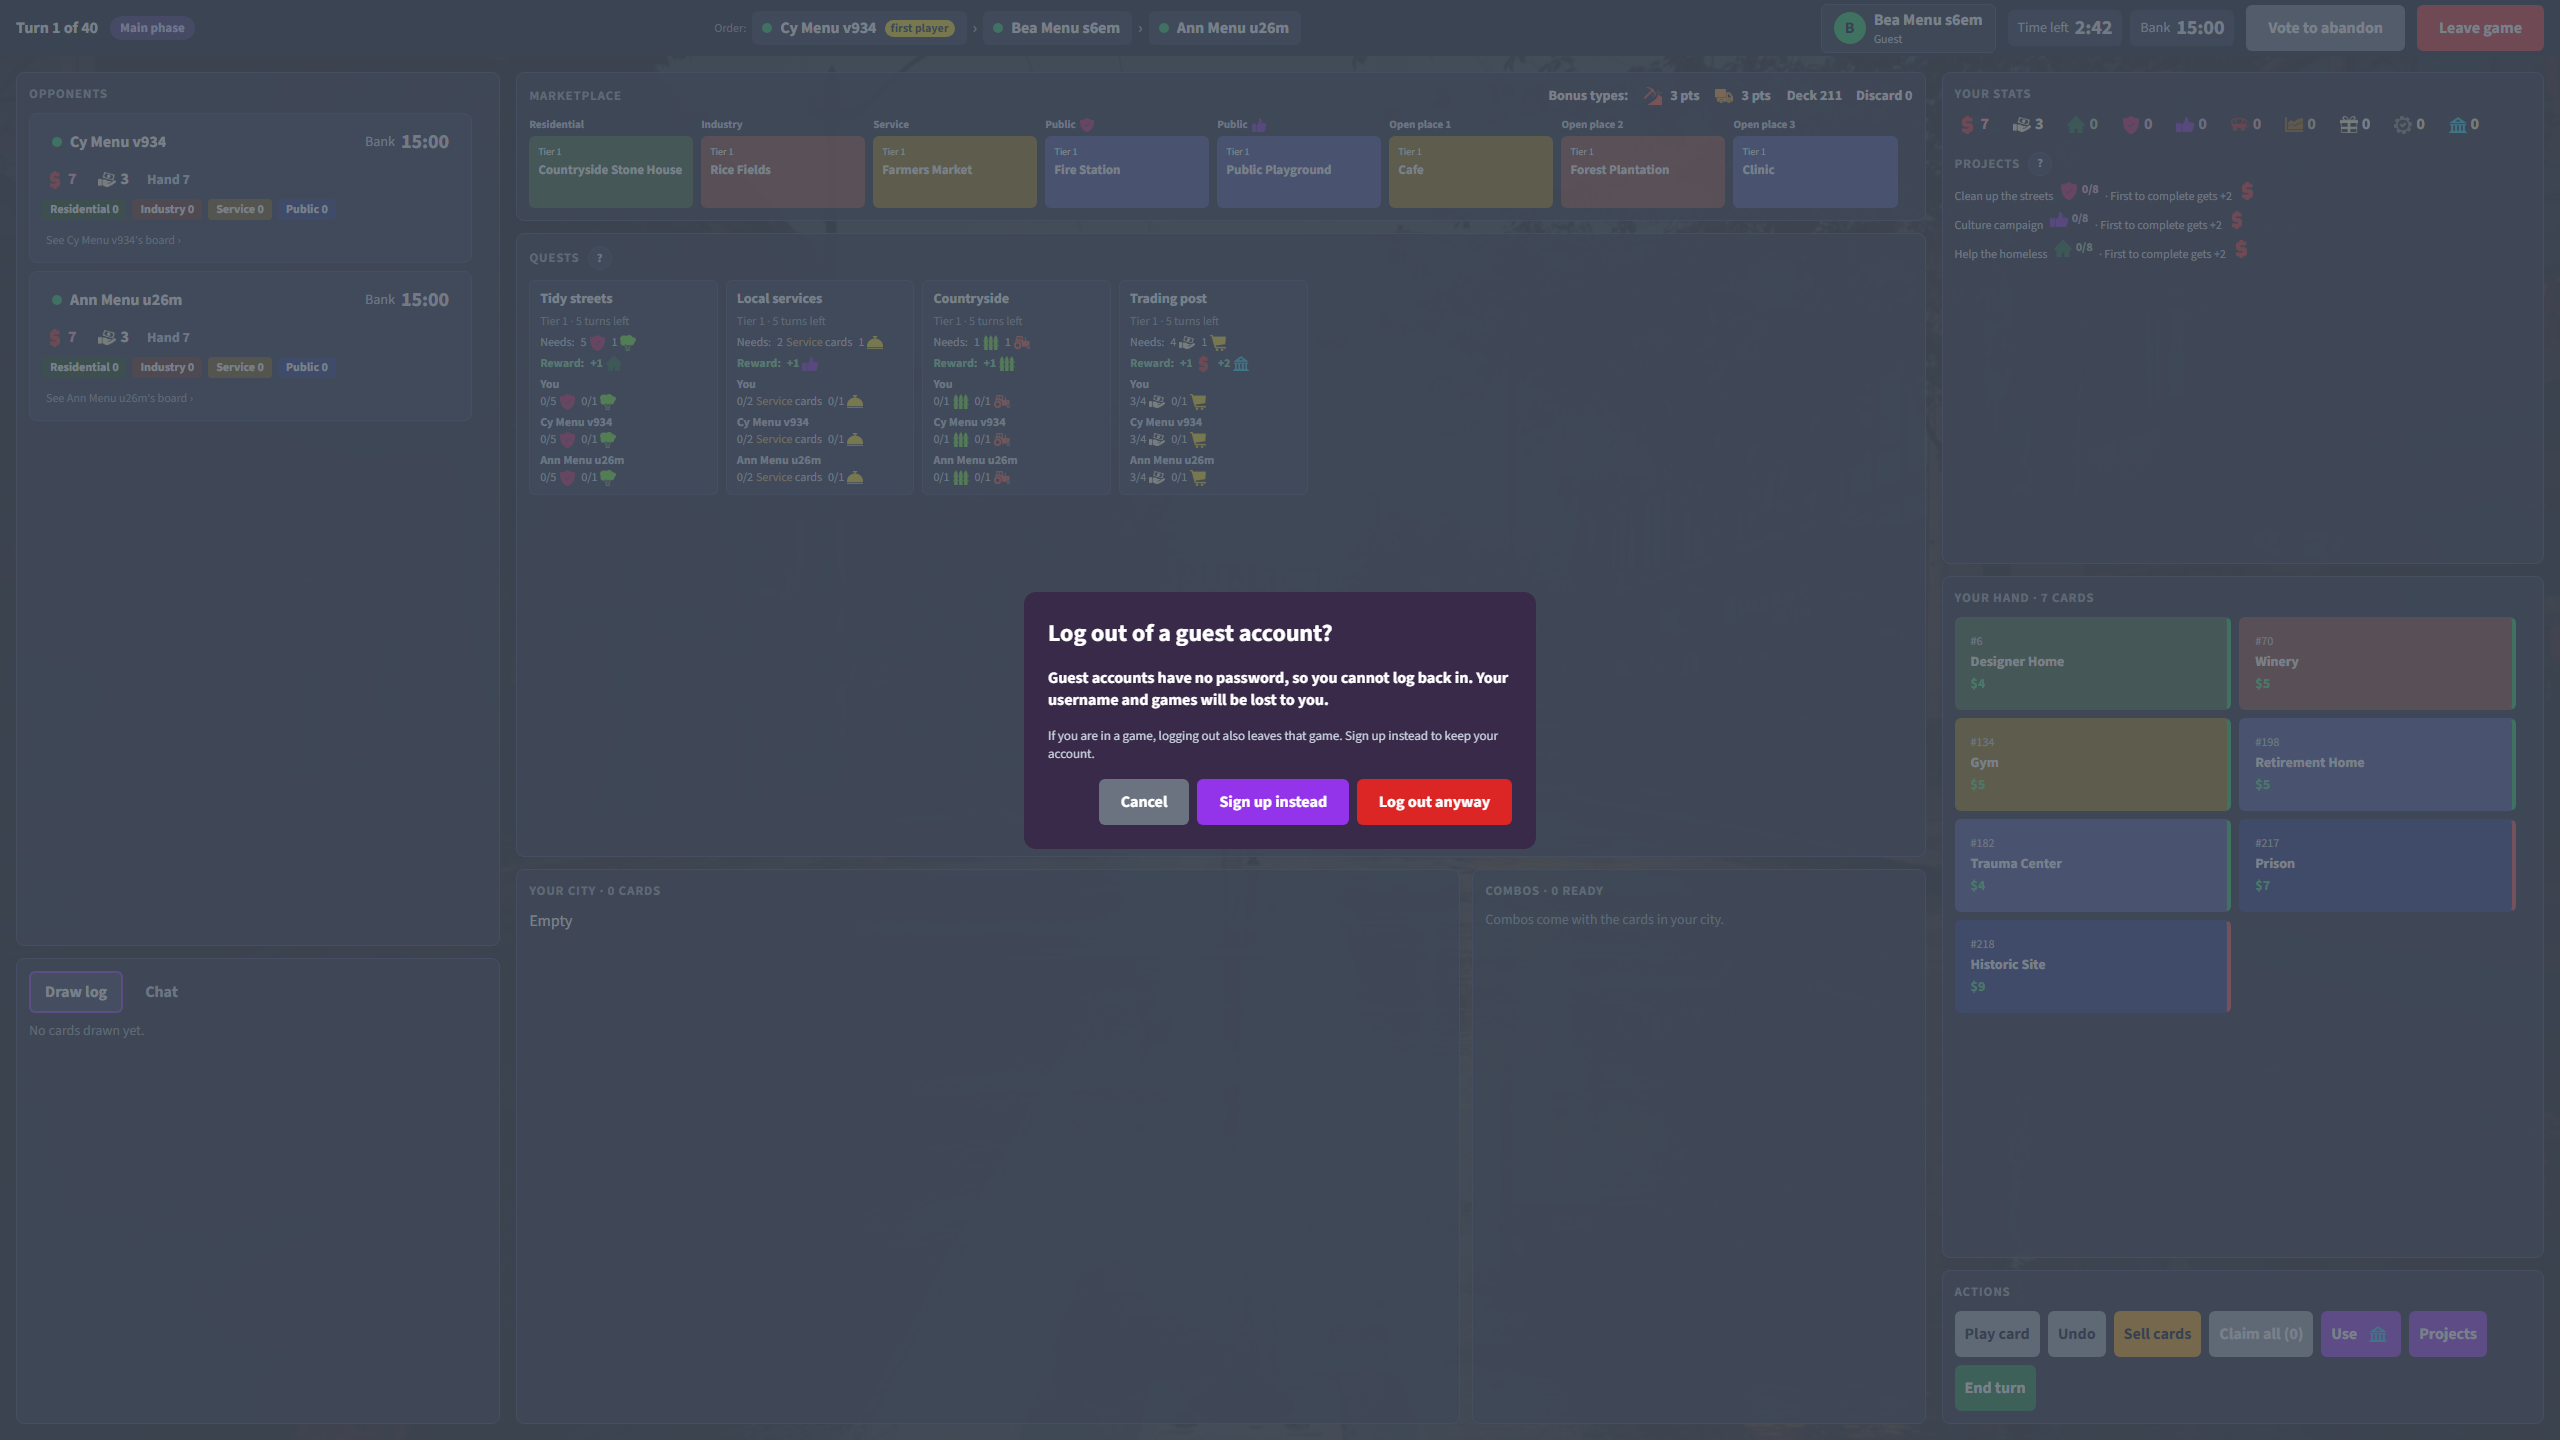 Turn 1 of 40 Main phase
Order: Cy Menu v934 first player › Bea Menu s6em › Ann Menu u26m
B Bea Menu s6em
Guest
Time left 2:42
Bank 15:00
Vote to abandon
Leave game
OPPONENTS
Cy Menu v934 Bank 15:00
7 3 Hand 7
Residential 0 Industry 0 Service 0 Public 0
See Cy Menu v934's board ›
Ann Menu u26m Bank 15:00
7 3 Hand 7
Residential 0 Industry 0 Service 0 Public 0
See Ann Menu u26m's board ›
Draw log Chat
No cards drawn yet.
MARKETPLACE
Bonus types: 3 pts 3 pts Deck 211 Discard 0
Residential
Tier 1
Countryside Stone House
Industry
Tier 1
Rice Fields
Service
Tier 1
Farmers Market
Public
Tier 1
Fire Station
Public
Tier 1
Public Playground
Open place 1
Tier 1
Cafe
Open place 2
Tier 1
Forest Plantation
Open place 3
Tier 1
Clinic
QUESTS ?
Tidy streets
Tier 1 · 5 turns left
Needs: 5 1
Reward: +1
You
0/5 0/1
Cy Menu v934
0/5 0/1
Ann Menu u26m
0/5 0/1
Local services
Tier 1 · 5 turns left
Needs: 2 Service cards 1
Reward: +1
You
0/2 Service cards 0/1
Cy Menu v934
0/2 Service cards 0/1
Ann Menu u26m
0/2 Service cards 0/1
Countryside
Tier 1 · 5 turns left
Needs: 1 1
Reward: +1
You
0/1 0/1
Cy Menu v934
0/1 0/1
Ann Menu u26m
0/1 0/1
Trading post
Tier 1 · 5 turns left
Needs: 4 1
Reward: +1 +2
You
3/4 0/1
Cy Menu v934
3/4 0/1
Ann Menu u26m
3/4 0/1
Log out of a guest account?
Guest accounts have no password, so you cannot log back in. Your
username and games will be lost to you.
If you are in a game, logging out also leaves that game. Sign up instead to keep your
account.
Cancel
Sign up instead
Log out anyway
YOUR CITY · 0 CARDS
Empty
COMBOS · 0 READY
Combos come with the cards in your city.
YOUR STATS
$ 7 3 0 0 0 0 0 0 0 0
PROJECTS ?
Clean up the streets 0/8 · First to complete gets +2 $
Culture campaign 0/8 · First to complete gets +2 $
Help the homeless 0/8 · First to complete gets +2 $
YOUR HAND · 7 CARDS
#6
Designer Home
$4
#70
Winery
$5
#134
Gym
$5
#198
Retirement Home
$5
#182
Trauma Center
$4
#217
Prison
$7
#218
Historic Site
$9
ACTIONS
Play card
Undo
Sell cards
Claim all (0)
Use
Projects
End turn